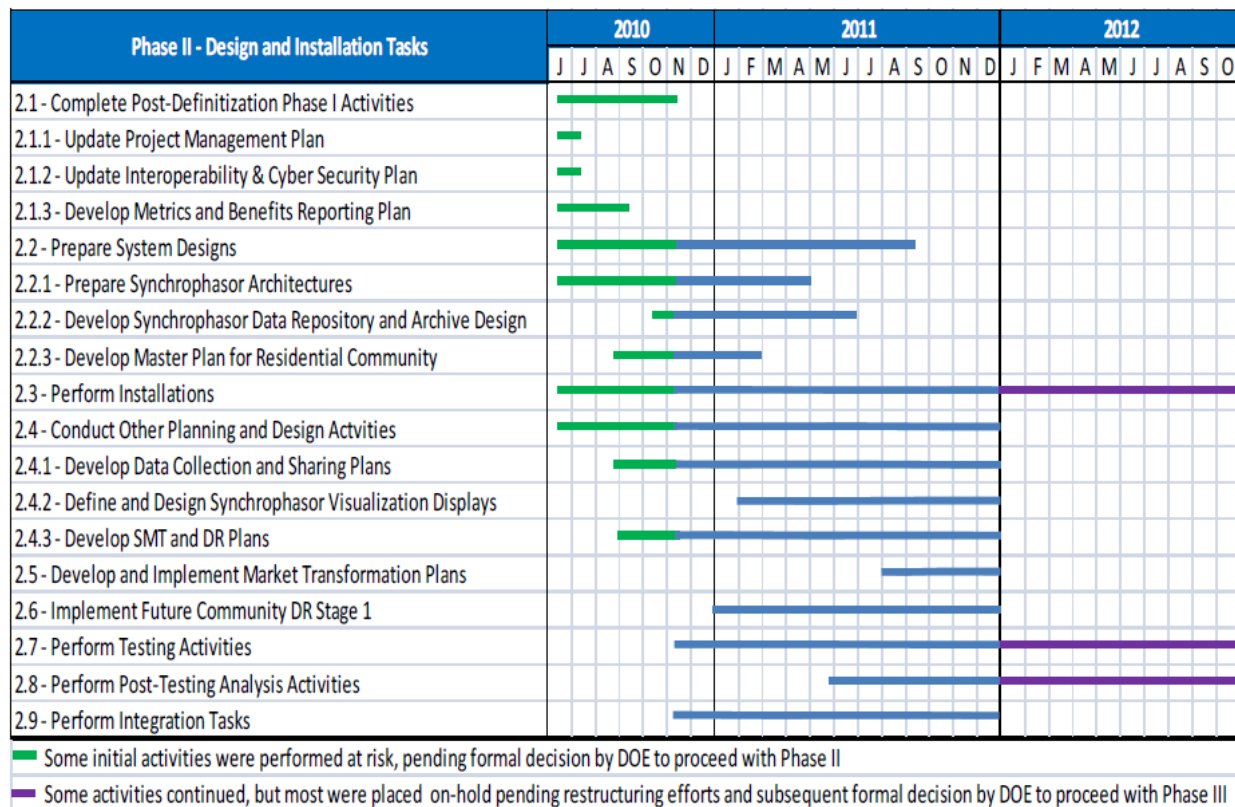 Phase II - Design and Installation Tasks
2010 2011 2012
J J A S O N D J F M A M J J A S O N D J F M A M J J A S O
2.1 - Complete Post-Definitization Phase I Activities
2.1.1 - Update Project Management Plan
2.1.2 - Update Interoperability & Cyber Security Plan
2.1.3 - Develop Metrics and Benefits Reporting Plan
2.2 - Prepare System Designs
2.2.1 - Prepare Synchrophasor Architectures
2.2.2 - Develop Synchrophasor Data Repository and Archive Design
2.2.3 - Develop Master Plan for Residential Community
2.3 - Perform Installations
2.4 - Conduct Other Planning and Design Actvities
2.4.1 - Develop Data Collection and Sharing Plans
2.4.2 - Define and Design Synchrophasor Visualization Displays
2.4.3 - Develop SMT and DR Plans
2.5 - Develop and Implement Market Transformation Plans
2.6 - Implement Future Community DR Stage 1
2.7 - Perform Testing Activities
2.8 - Perform Post-Testing Analysis Activities
2.9 - Perform Integration Tasks
Some initial activities were performed at risk, pending formal decision by DOE to proceed with Phase II
Some activities continued, but most were placed on-hold pending restructuring efforts and subsequent formal decision by DOE to proceed with Phase III